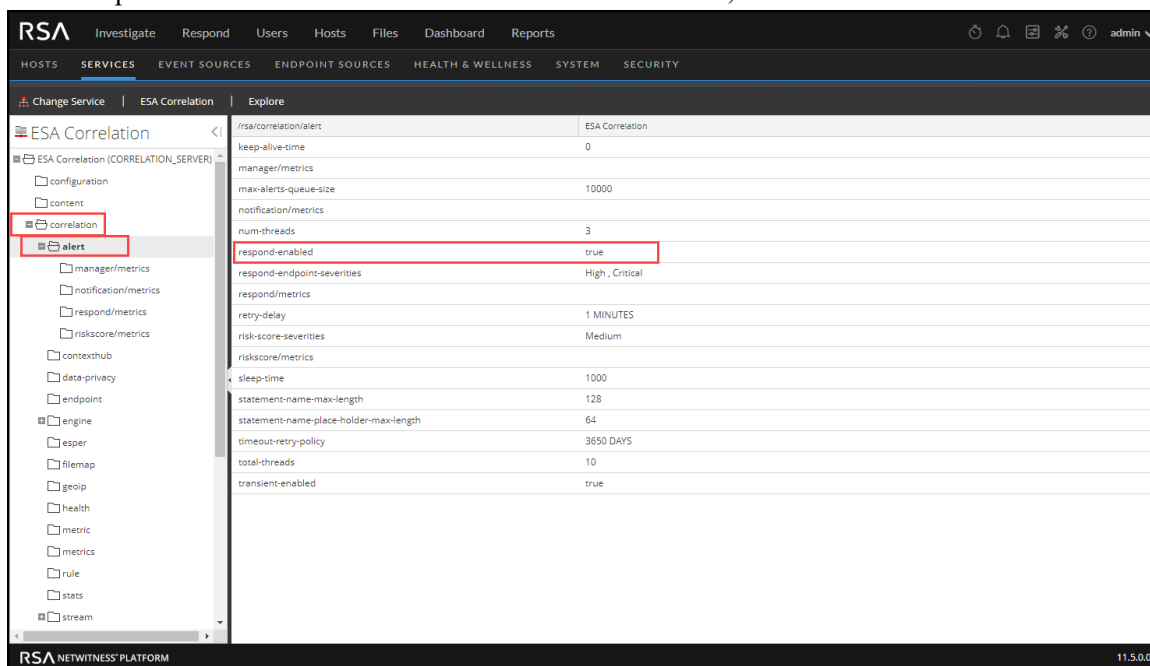 RSA Investigate Respond Users Hosts Files Dashboard Reports admin
HOSTS SERVICES EVENT SOURCES ENDPOINT SOURCES HEALTH & WELLNESS SYSTEM SECURITY
Change Service | ESA Correlation | Explore
ESA Correlation
ESA Correlation (CORRELATION_SERVER)
configuration
content
correlation
alert
manager/metrics
notification/metrics
respond/metrics
riskscore/metrics
contexthub
data-privacy
endpoint
engine
esper
filemap
geoip
health
metric
metrics
rule
stats
stream
/rsa/correlation/alert ESA Correlation
keep-alive-time 0
manager/metrics
max-alerts-queue-size 10000
notification/metrics
num-threads 3
respond-enabled true
respond-endpoint-severities High , Critical
respond/metrics
retry-delay 1 MINUTES
risk-score-severities Medium
riskscore/metrics
sleep-time 1000
statement-name-max-length 128
statement-name-place-holder-max-length 64
timeout-retry-policy 3650 DAYS
total-threads 10
transient-enabled true
RSA NETWITNESS® PLATFORM 11.5.0.0